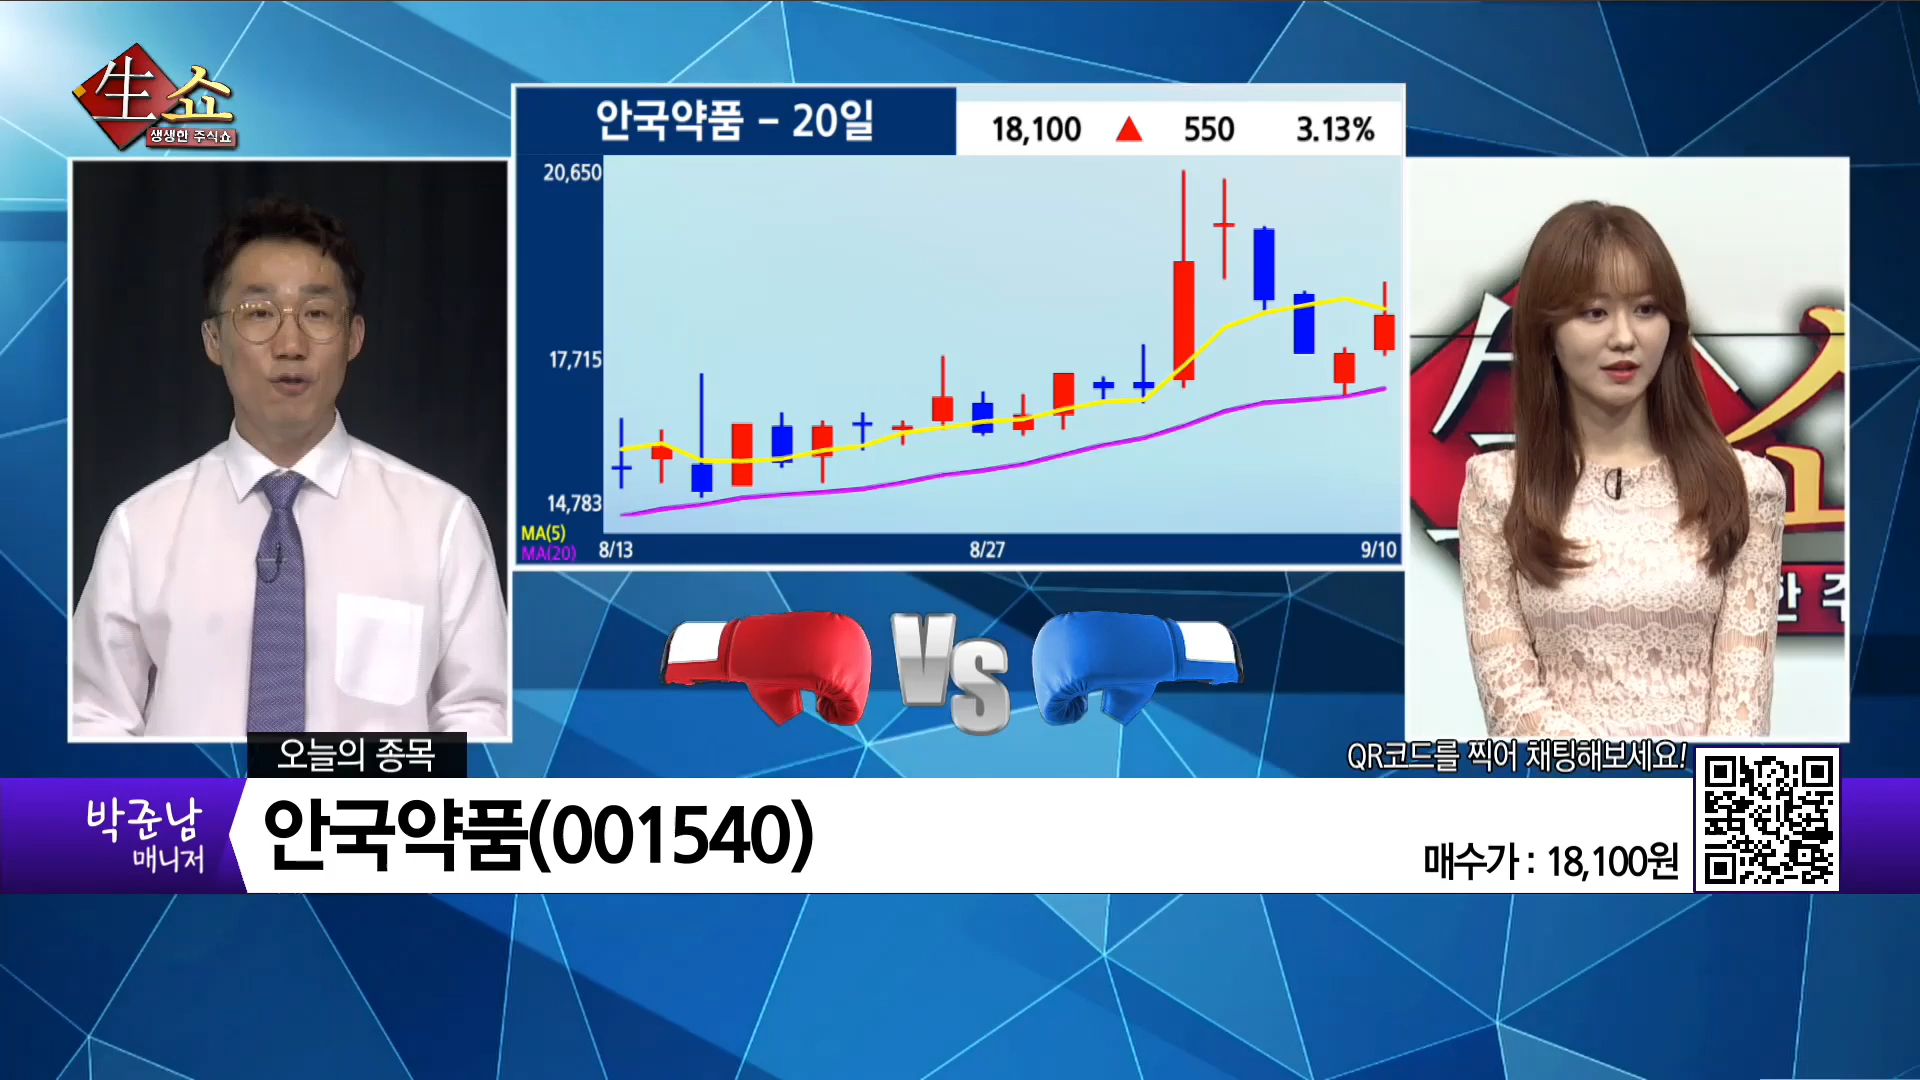 生쇼
생생한 주식쇼
안국약품 - 20일
18,100 ▲ 550 3.13%
20,650
17,715
14,783
MA(5)
MA(20)
8/13
8/27
9/10
VS
한 주
오늘의 종목
QR코드를 찍어 채팅해보세요!
박준남
매니저
안국약품(001540)
매수가 : 18,100원